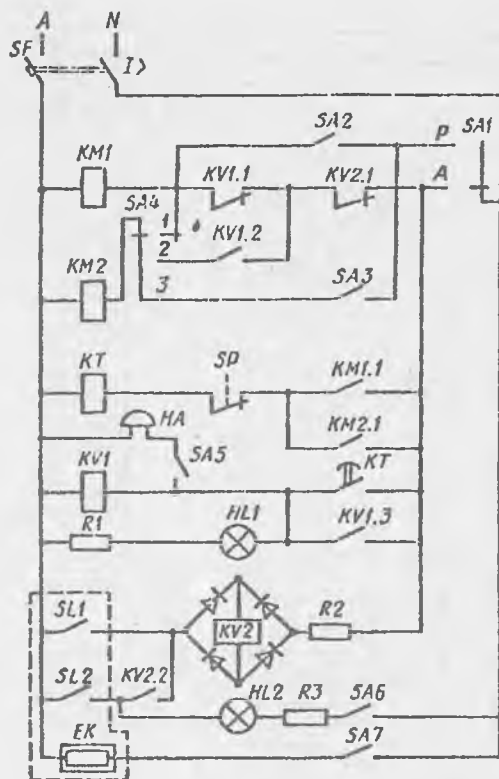 A N
SF I>
SA2
P SA1
KM1 KV1.1 KV2.1 A
SA4
1
2 KV1.2
KM2 3 SA3
SP
KT KM1.1
HA KM2.1
SA5 KT
KV1
R1 HL1 KV1.3
SL1 KV2 R2
SL2 KV2.2 HL2 R3 SA6
EK SA7